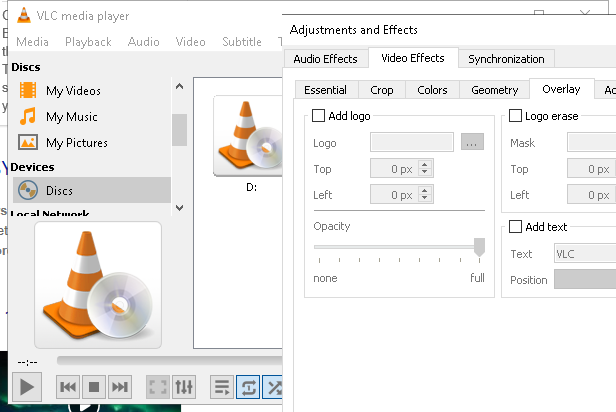 VLC media player
Media Playback Audio Video Subtitle
Discs
My Videos
My Music
My Pictures
Devices
Discs
Local Network
D:
--:--
Adjustments and Effects
Audio Effects Video Effects Synchronization
Essential Crop Colors Geometry Overlay
Add logo
Logo ...
Top 0 px
Left 0 px
Opacity
none full
Logo erase
Mask
Top 0 px
Left 0 px
Add text
Text VLC
Position